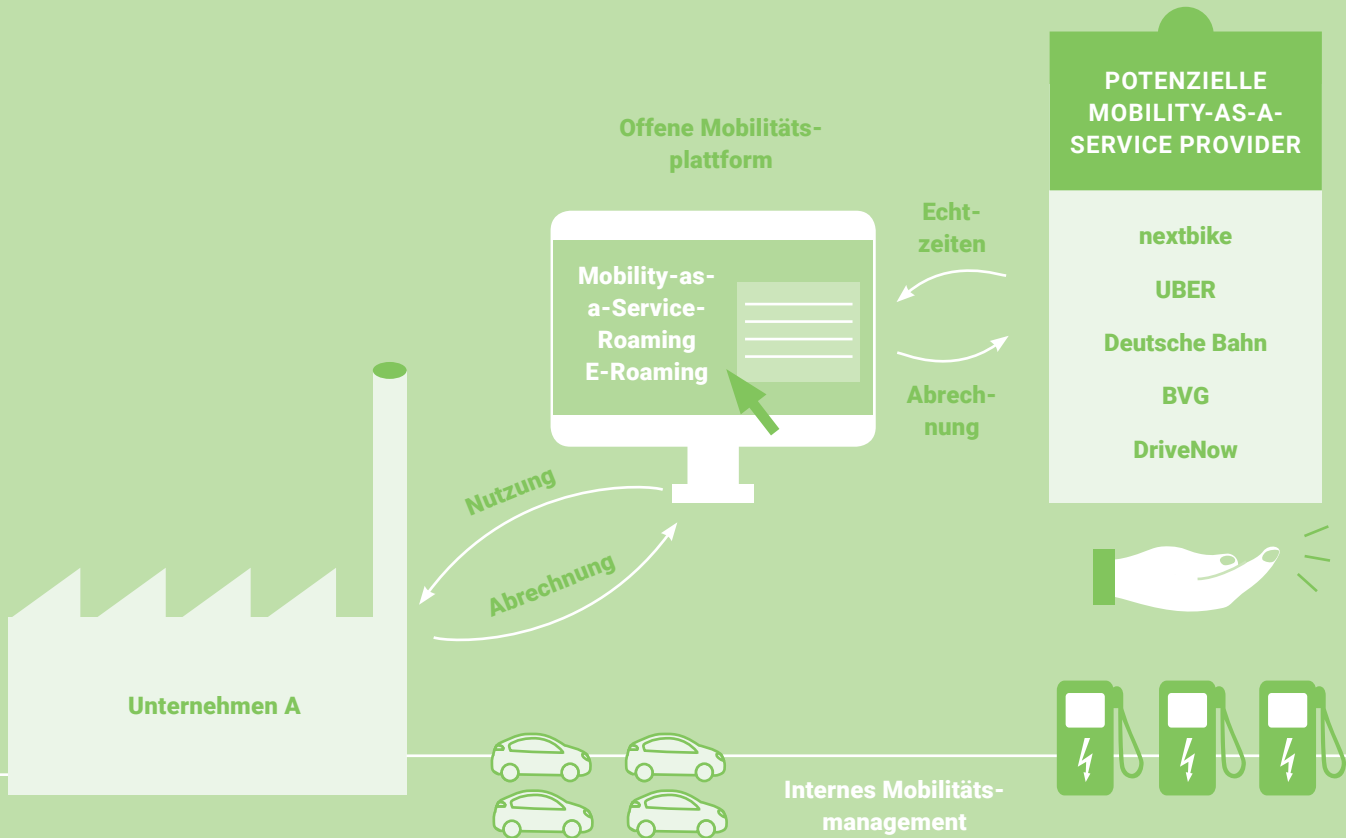 POTENZIELLE
MOBILITY-AS-A-
SERVICE PROVIDER
nextbike
UBER
Deutsche Bahn
BVG
DriveNow
Offene Mobilitäts-
plattform
Echt-
zeiten
Mobility-as-
a-Service-
Roaming
E-Roaming
Abrech-
nung
Nutzung
Abrechnung
Unternehmen A
Internes Mobilitäts-
management